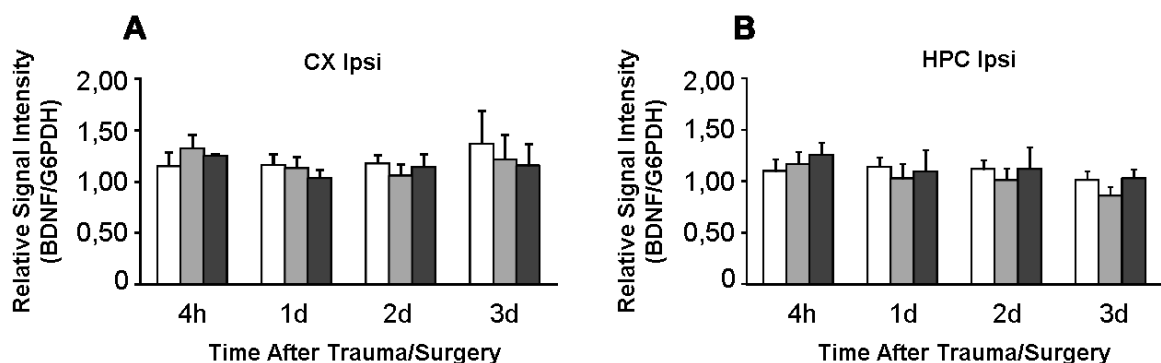 A
CX Ipsi
Relative Signal Intensity
(BDNF/G6PDH)
2,00
1,50
1,00
0,50
0
4h 1d 2d 3d
Time After Trauma/Surgery
B
HPC Ipsi
Relative Signal Intensity
(BDNF/G6PDH)
2,00
1,50
1,00
0,50
0
4h 1d 2d 3d
Time After Trauma/Surgery